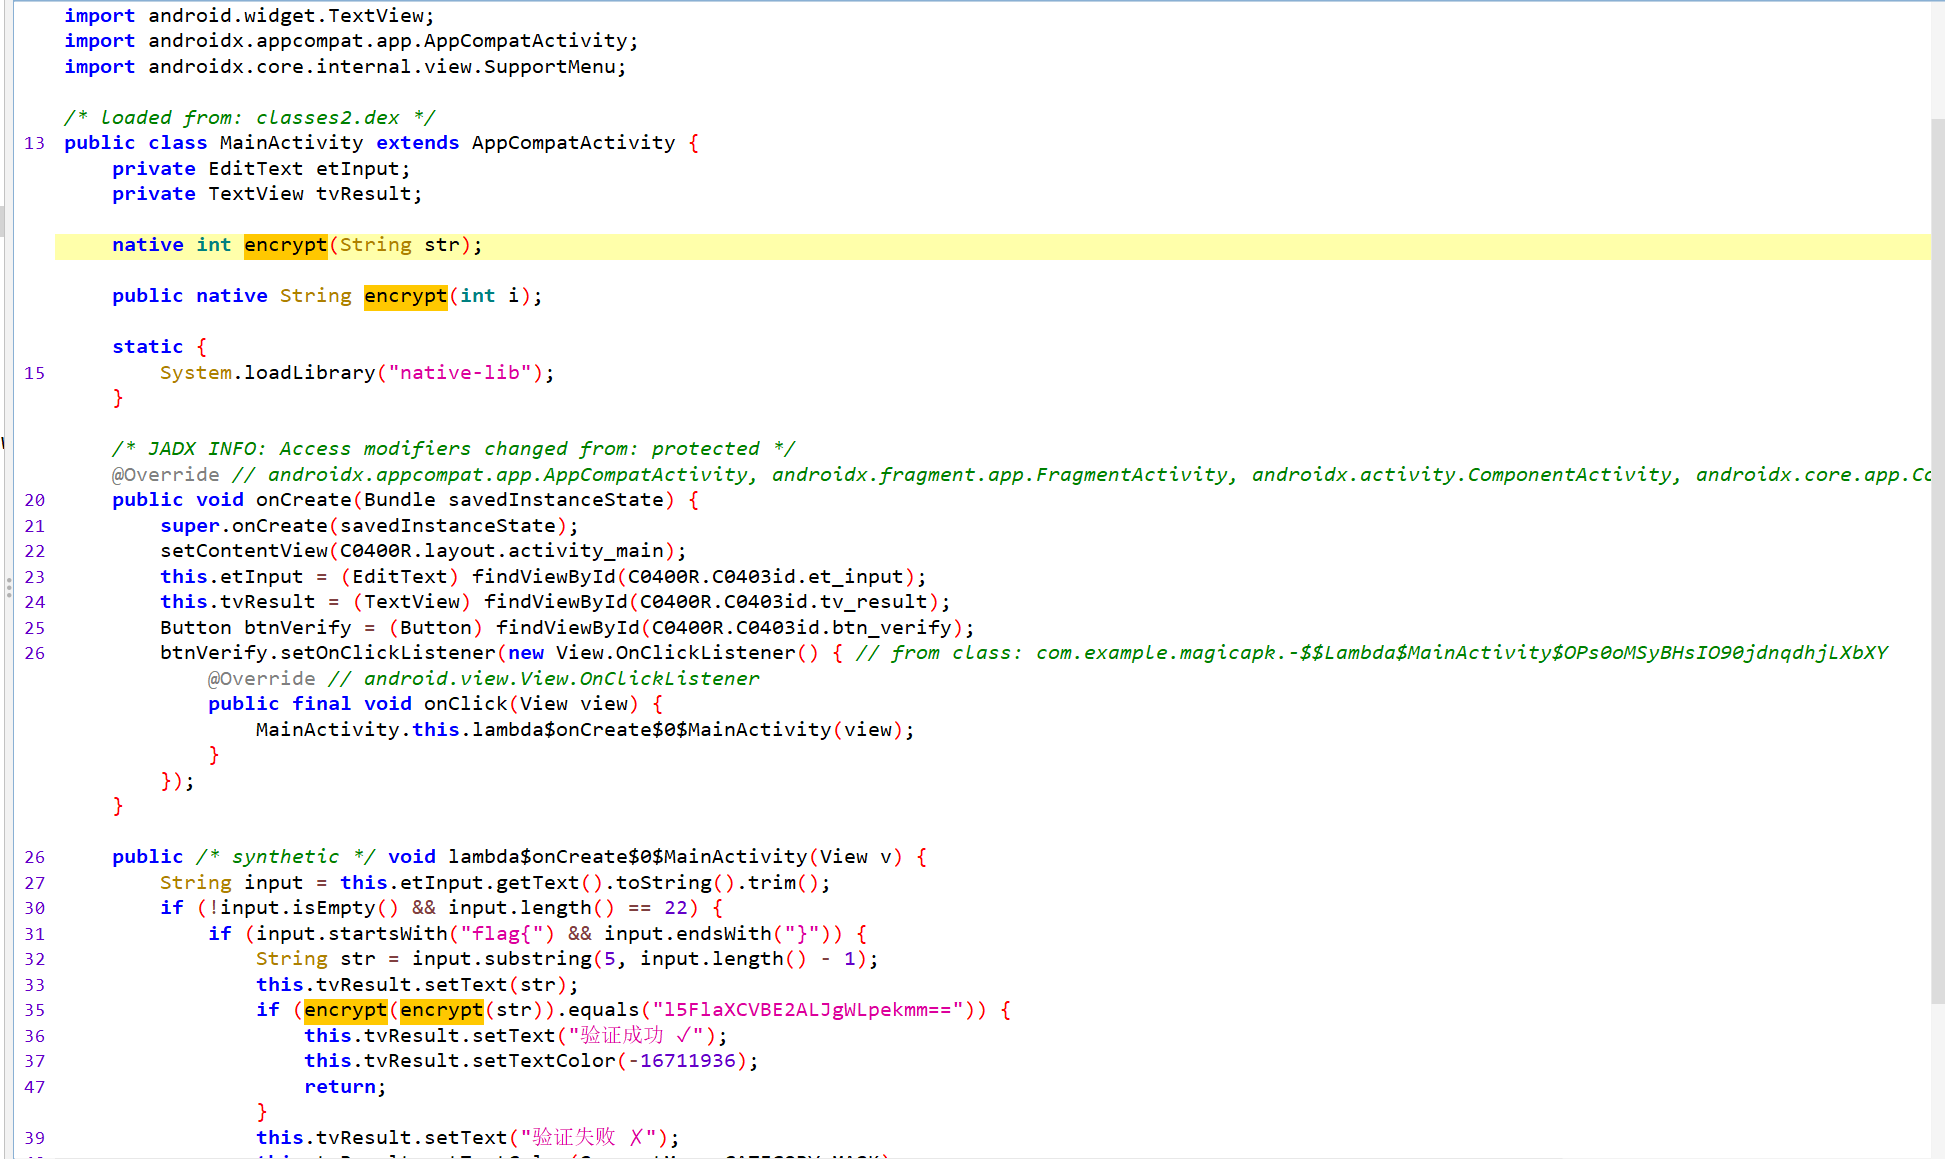 import android.widget.TextView;
import androidx.appcompat.app.AppCompatActivity;
import androidx.core.internal.view.SupportMenu;
/* loaded from: classes2.dex */
13 public class MainActivity extends AppCompatActivity {
private EditText etInput;
private TextView tvResult;
native int encrypt(String str);
public native String encrypt(int i);
static {
15 System.loadLibrary("native-lib");
}
/* JADX INFO: Access modifiers changed from: protected */
@Override // androidx.appcompat.app.AppCompatActivity, androidx.fragment.app.FragmentActivity, androidx.activity.ComponentActivity, androidx.core.app.Co
20 public void onCreate(Bundle savedInstanceState) {
21 super.onCreate(savedInstanceState);
22 setContentView(C0400R.layout.activity_main);
23 this.etInput = (EditText) findViewById(C0400R.C0403id.et_input);
24 this.tvResult = (TextView) findViewById(C0400R.C0403id.tv_result);
25 Button btnVerify = (Button) findViewById(C0400R.C0403id.btn_verify);
26 btnVerify.setOnClickListener(new View.OnClickListener() { // from class: com.example.magicapk.-$$Lambda$MainActivity$OPs0oMSyBHsIO90jdnqdhjLXbXY
@Override // android.view.View.OnClickListener
public final void onClick(View view) {
MainActivity.this.lambda$onCreate$0$MainActivity(view);
}
});
}
26 public /* synthetic */ void lambda$onCreate$0$MainActivity(View v) {
27 String input = this.etInput.getText().toString().trim();
30 if (!input.isEmpty() && input.length() == 22) {
31 if (input.startsWith("flag{") && input.endsWith("}")) {
32 String str = input.substring(5, input.length() - 1);
33 this.tvResult.setText(str);
35 if (encrypt(encrypt(str)).equals("l5FlaXCVBE2ALJgWLpekmm==")) {
36 this.tvResult.setText("验证成功 ✓");
37 this.tvResult.setTextColor(-16711936);
47 return;
}
39 this.tvResult.setText("验证失败 ✗");